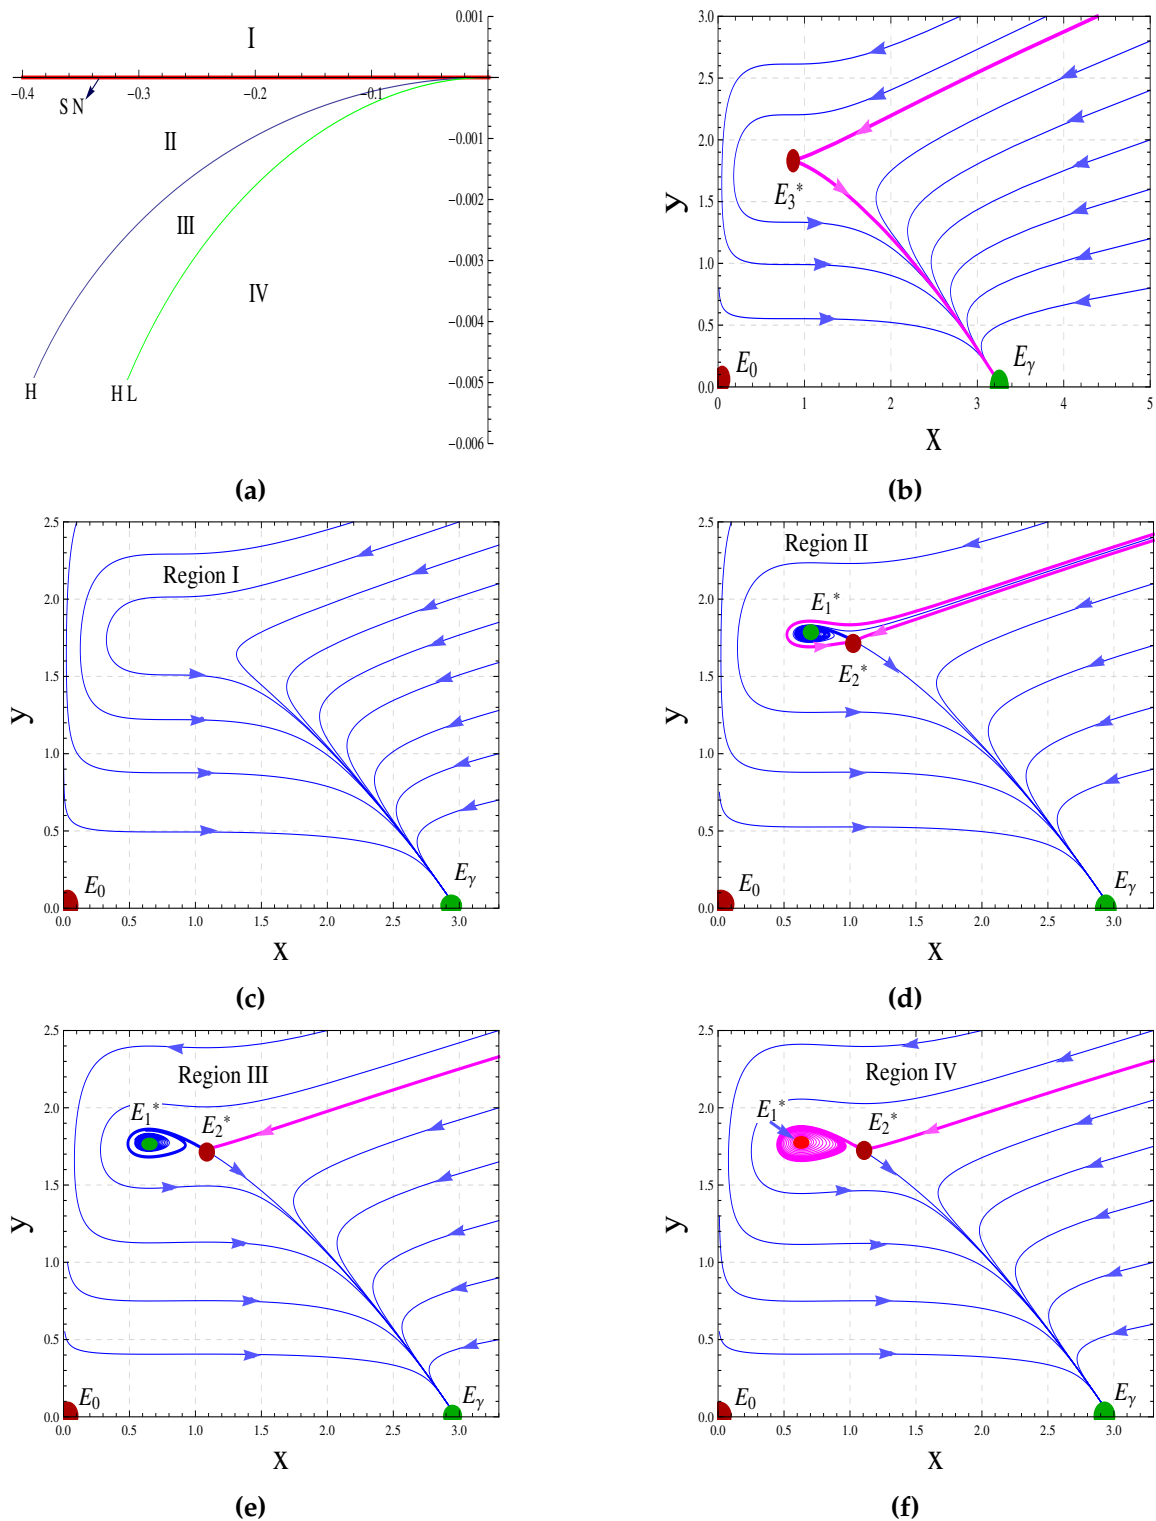 0.001
I
−0.4
−0.3
−0.2
−0.1
SN
−0.001
II
−0.002
III
−0.003
IV
−0.004
−0.005
H
HL
−0.006
(a)
3.0
2.5
2.0
1.5
1.0
0.5
0.0
y
E3*
E0
Eγ
0 1 2 3 4 5
X
(b)
2.5
2.0
1.5
1.0
0.5
0.0
y
Region I
E0
Eγ
0.0 0.5 1.0 1.5 2.0 2.5 3.0
X
(c)
2.5
2.0
1.5
1.0
0.5
0.0
y
Region II
E1*
E2*
E0
Eγ
0.0 0.5 1.0 1.5 2.0 2.5 3.0
X
(d)
2.5
2.0
1.5
1.0
0.5
0.0
y
Region III
E1*
E2*
E0
Eγ
0.0 0.5 1.0 1.5 2.0 2.5 3.0
X
(e)
2.5
2.0
1.5
1.0
0.5
0.0
y
Region IV
E1*
E2*
E0
Eγ
0.0 0.5 1.0 1.5 2.0 2.5 3.0
X
(f)